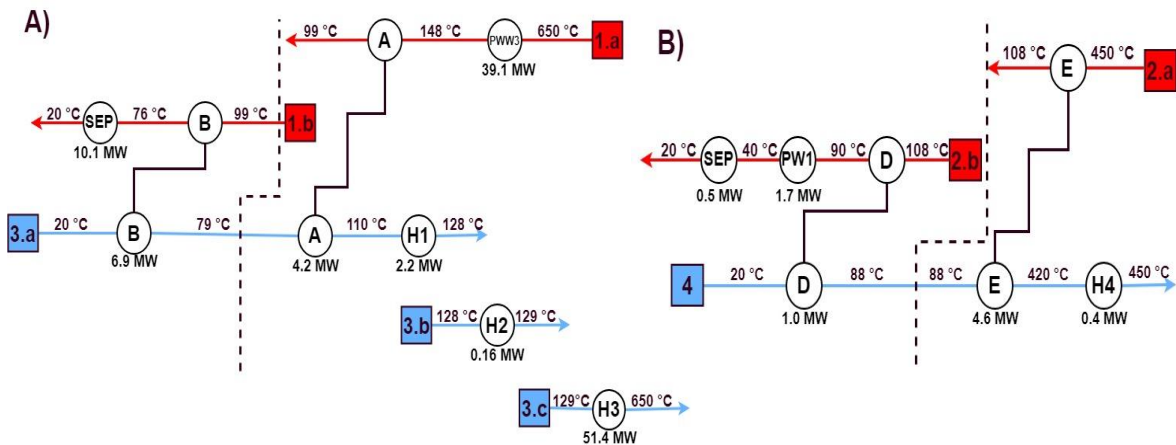 A)
99 °C A 148 °C PWW3 650 °C 1.a
39.1 MW
20 °C SEP 76 °C B 99 °C 1.b
10.1 MW
3.a 20 °C B 79 °C A 110 °C H1 128 °C
6.9 MW 4.2 MW 2.2 MW
3.b 128 °C H2 129 °C
0.16 MW
3.c 129°C H3 650 °C
51.4 MW
B)
108 °C E 450 °C 2.a
20 °C SEP 40 °C PW1 90 °C D 108 °C 2.b
0.5 MW 1.7 MW
4 20 °C D 88 °C 88 °C E 420 °C H4 450 °C
1.0 MW 4.6 MW 0.4 MW